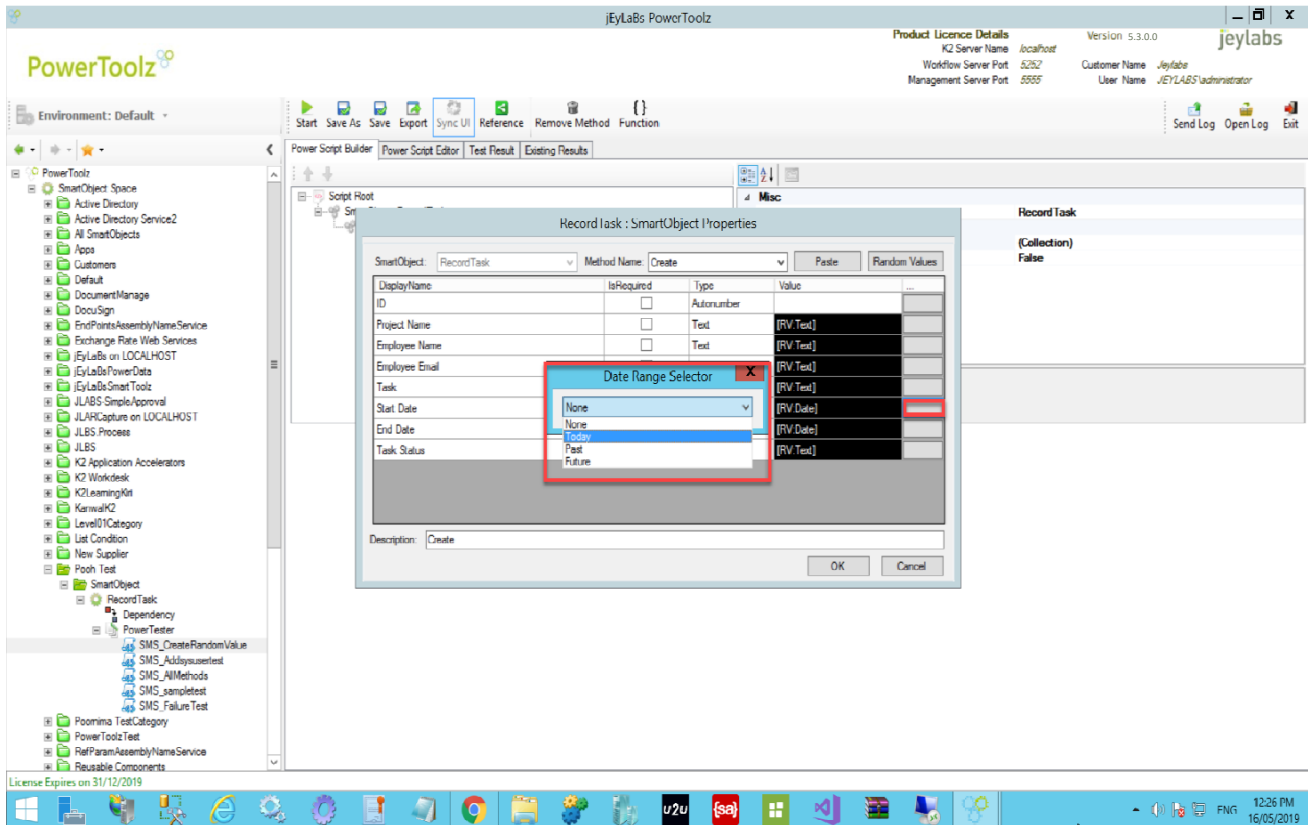 jEyLaBs PowerToolz
PowerToolz
Product Licence Details
K2 Server Name localhost
Workflow Server Port 5252
Management Server Port 5555
Version 5.3.0.0
Customer Name Jeylabs
User Name JEYLABS\administrator
jeylabs
Environment: Default
Start Save As Save Export Sync UI Reference Remove Method Function
Send Log Open Log Exit
Power Script Builder Power Script Editor Test Result Existing Results
PowerToolz
SmartObject Space
Active Directory
Active Directory Service2
All SmartObjects
Apps
Customers
Default
DocumentManage
DocuSign
EndPointsAssemblyNameService
Exchange Rate Web Services
jEyLaBs on LOCALHOST
jEyLaBsPowerData
jEyLaBsSmartToolz
JLABS-SimpleApproval
JLARCapture on LOCALHOST
JLBS.Process
JLBS
K2 Application Accelerators
K2 Workdesk
K2LearningKiri
KanwalK2
Level01Category
List Condition
New Supplier
Pooh Test
SmartObject
RecordTask
Dependency
PowerTester
SMS_CreateRandomValue
SMS_Addsysusertest
SMS_AllMethods
SMS_sampletest
SMS_FailureTest
Poornima TestCategory
PowerToolzTest
RefParamAssemblyNameService
Reusable Components
Script Root
Misc
RecordTask
(Collection)
False
RecordTask : SmartObject Properties
SmartObject: RecordTask Method Name: Create Paste Random Values
DisplayName IsRequired Type Value ...
ID Autonumber
Project Name Text [RV:Text]
Employee Name Text [RV:Text]
Employee Email [RV:Text]
Task [RV:Text]
Start Date [RV:Date]
End Date [RV:Date]
Task Status [RV:Text]
Date Range Selector X
None
None
Today
Past
Future
Description: Create
OK Cancel
License Expires on 31/12/2019
u2u {sa} ENG 12:26 PM
16/05/2019